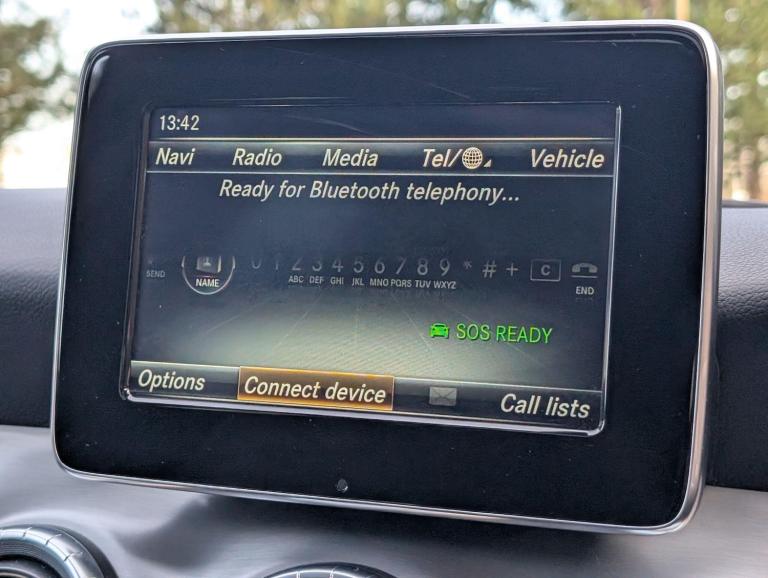 13:42
Navi Radio Media Tel/ Vehicle
Ready for Bluetooth telephony...
SEND NAME 0 1 2 3 4 5 6 7 8 9 * # + C
ABC DEF GHI JKL MNO PQRS TUV WXYZ END
SOS READY
Options Connect device Call lists